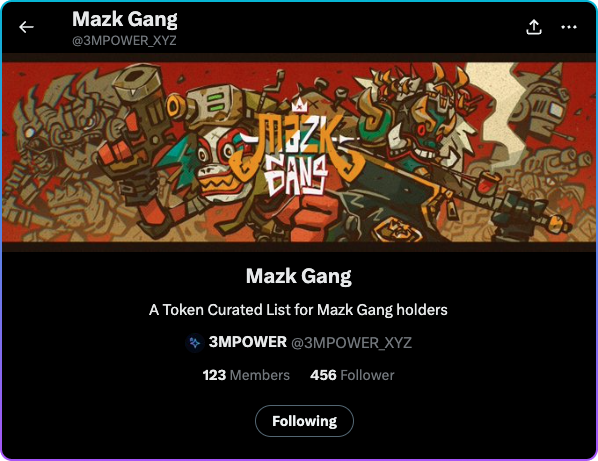 Mazk Gang
@3MPOWER_XYZ
MAZK
GANG
Mazk Gang
A Token Curated List for Mazk Gang holders
3MPOWER @3MPOWER_XYZ
123 Members 456 Follower
Following